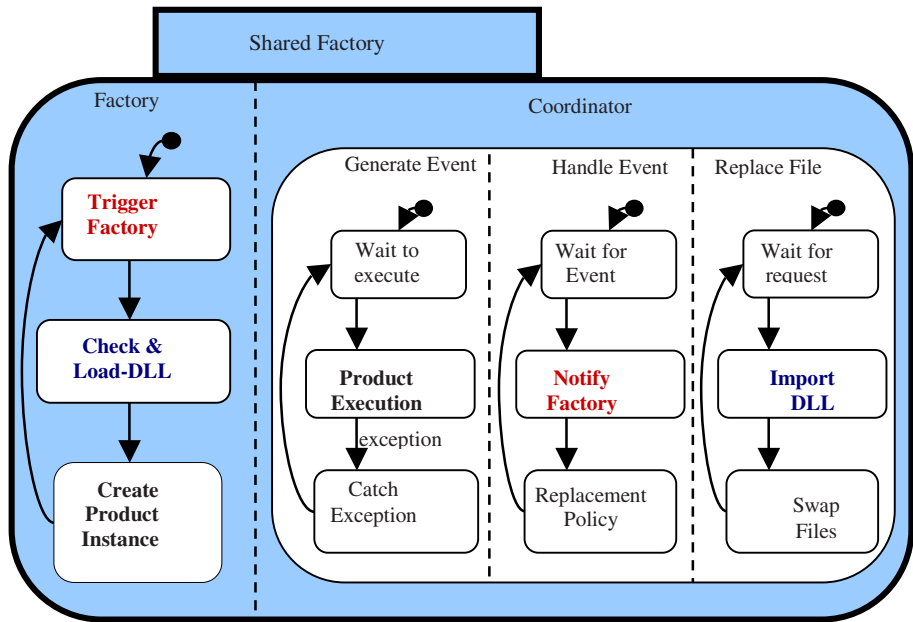 Shared Factory
Factory
Coordinator
Trigger
Factory
Check &
Load-DLL
Create
Product
Instance
Generate Event
Wait to
execute
Product
Execution
exception
Catch
Exception
Handle Event
Wait for
Event
Notify
Factory
Replacement
Policy
Replace File
Wait for
request
Import
DLL
Swap
Files